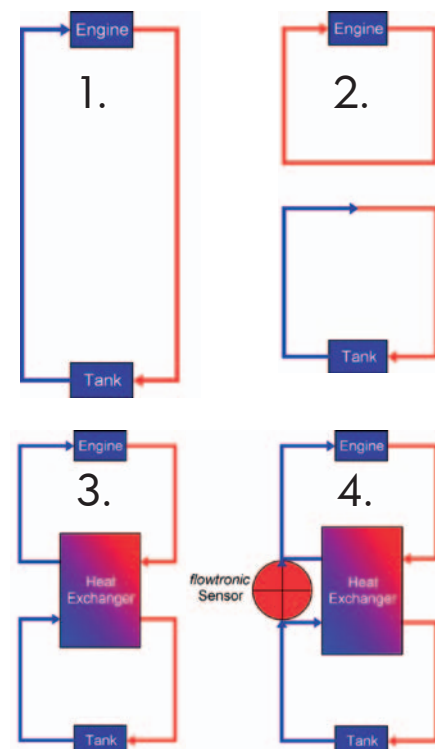 Engine
1.
Tank
Engine
2.
Tank
Engine
3.
Heat
Exchanger
Tank
Engine
4.
flowtronic
Sensor
Heat
Exchanger
Tank